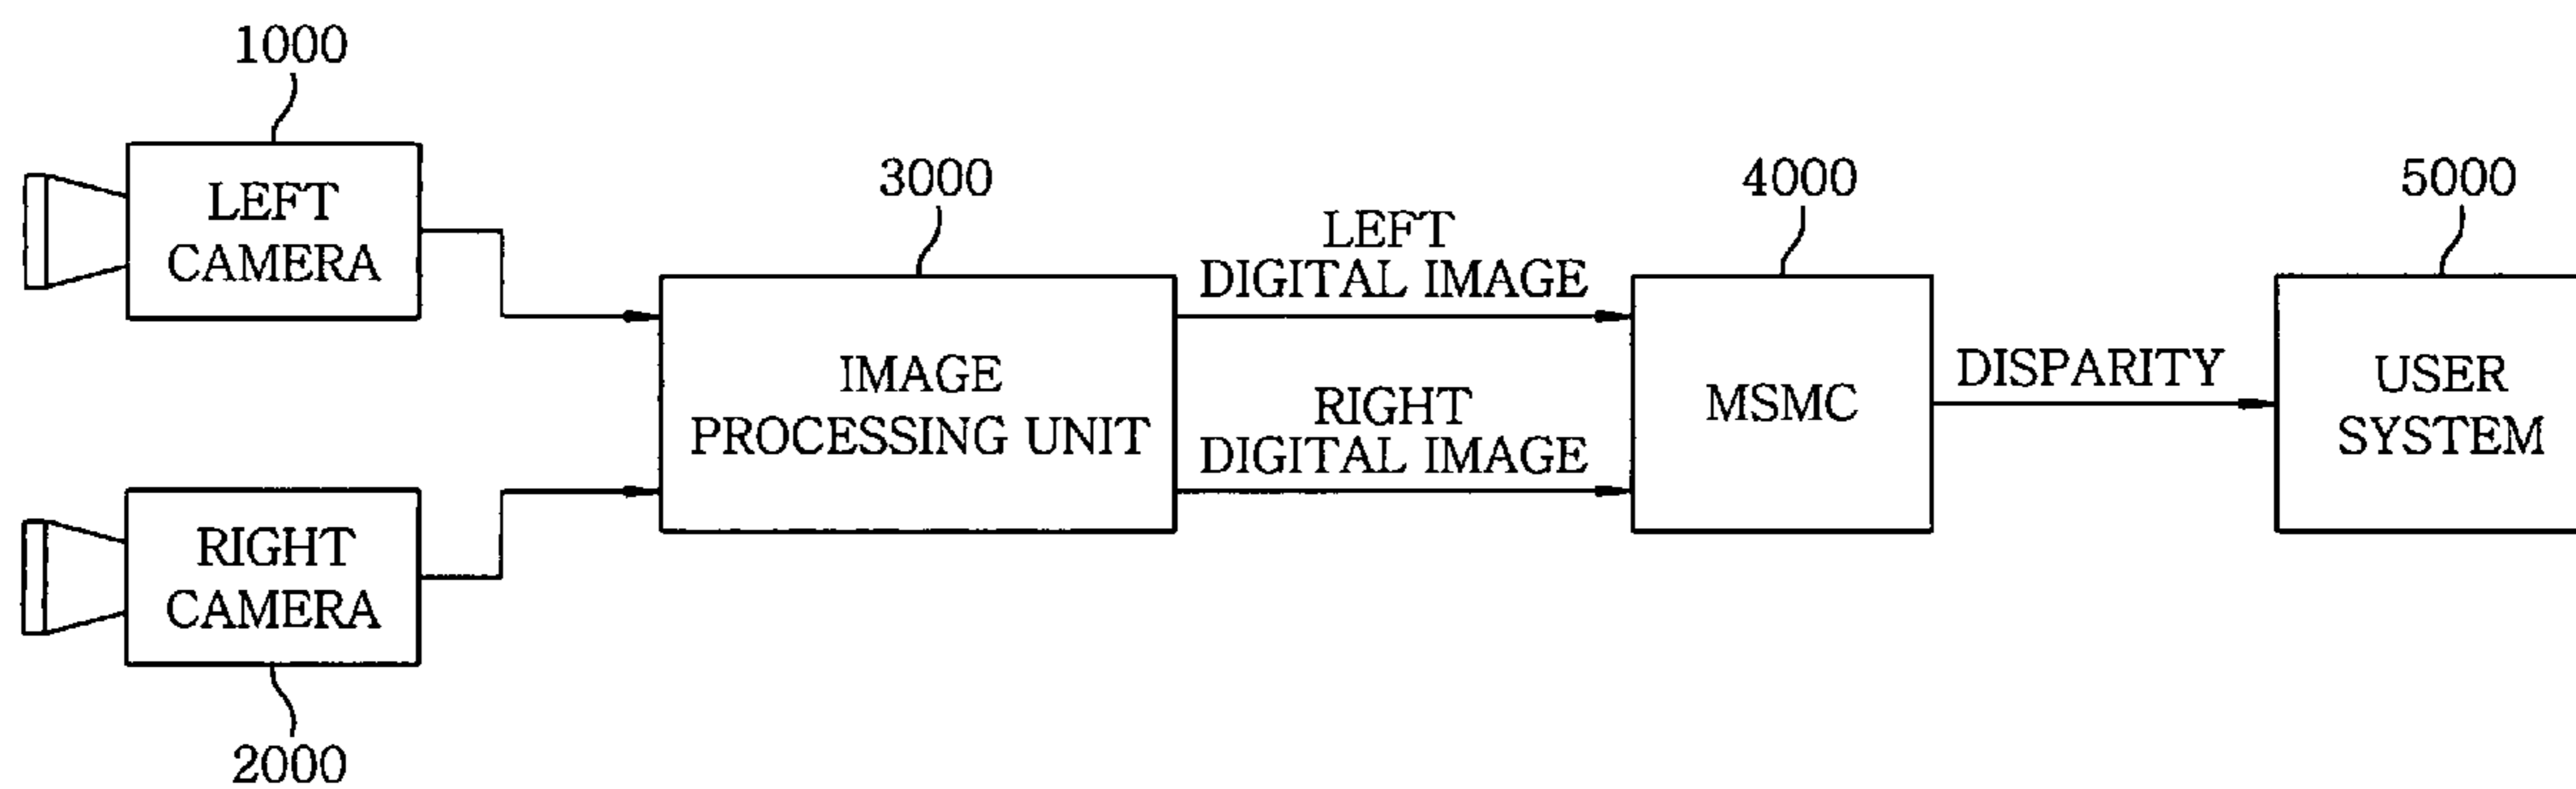 1000
LEFT
CAMERA
RIGHT
CAMERA
2000
3000
IMAGE
PROCESSING UNIT
LEFT
DIGITAL IMAGE
RIGHT
DIGITAL IMAGE
4000
MSMC
DISPARITY
5000
USER
SYSTEM